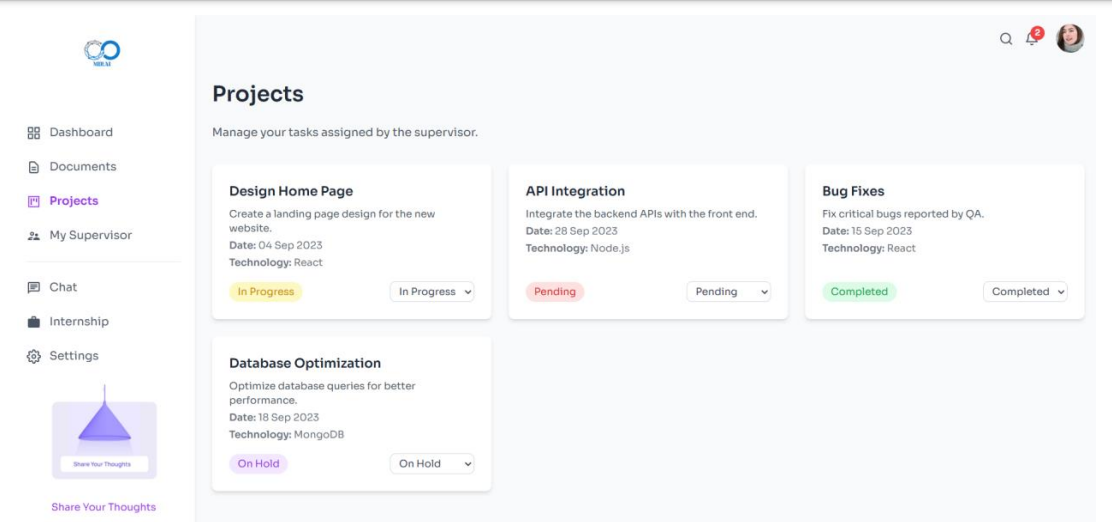 2
MIRAI
Projects
Manage your tasks assigned by the supervisor.
Dashboard
Documents
Projects
My Supervisor
Chat
Internship
Settings
Share Your Thoughts
Share Your Thoughts
Design Home Page
Create a landing page design for the new
website.
Date: 04 Sep 2023
Technology: React
In Progress
In Progress
API Integration
Integrate the backend APIs with the front end.
Date: 28 Sep 2023
Technology: Node.js
Pending
Pending
Bug Fixes
Fix critical bugs reported by QA.
Date: 15 Sep 2023
Technology: React
Completed
Completed
Database Optimization
Optimize database queries for better
performance.
Date: 18 Sep 2023
Technology: MongoDB
On Hold
On Hold